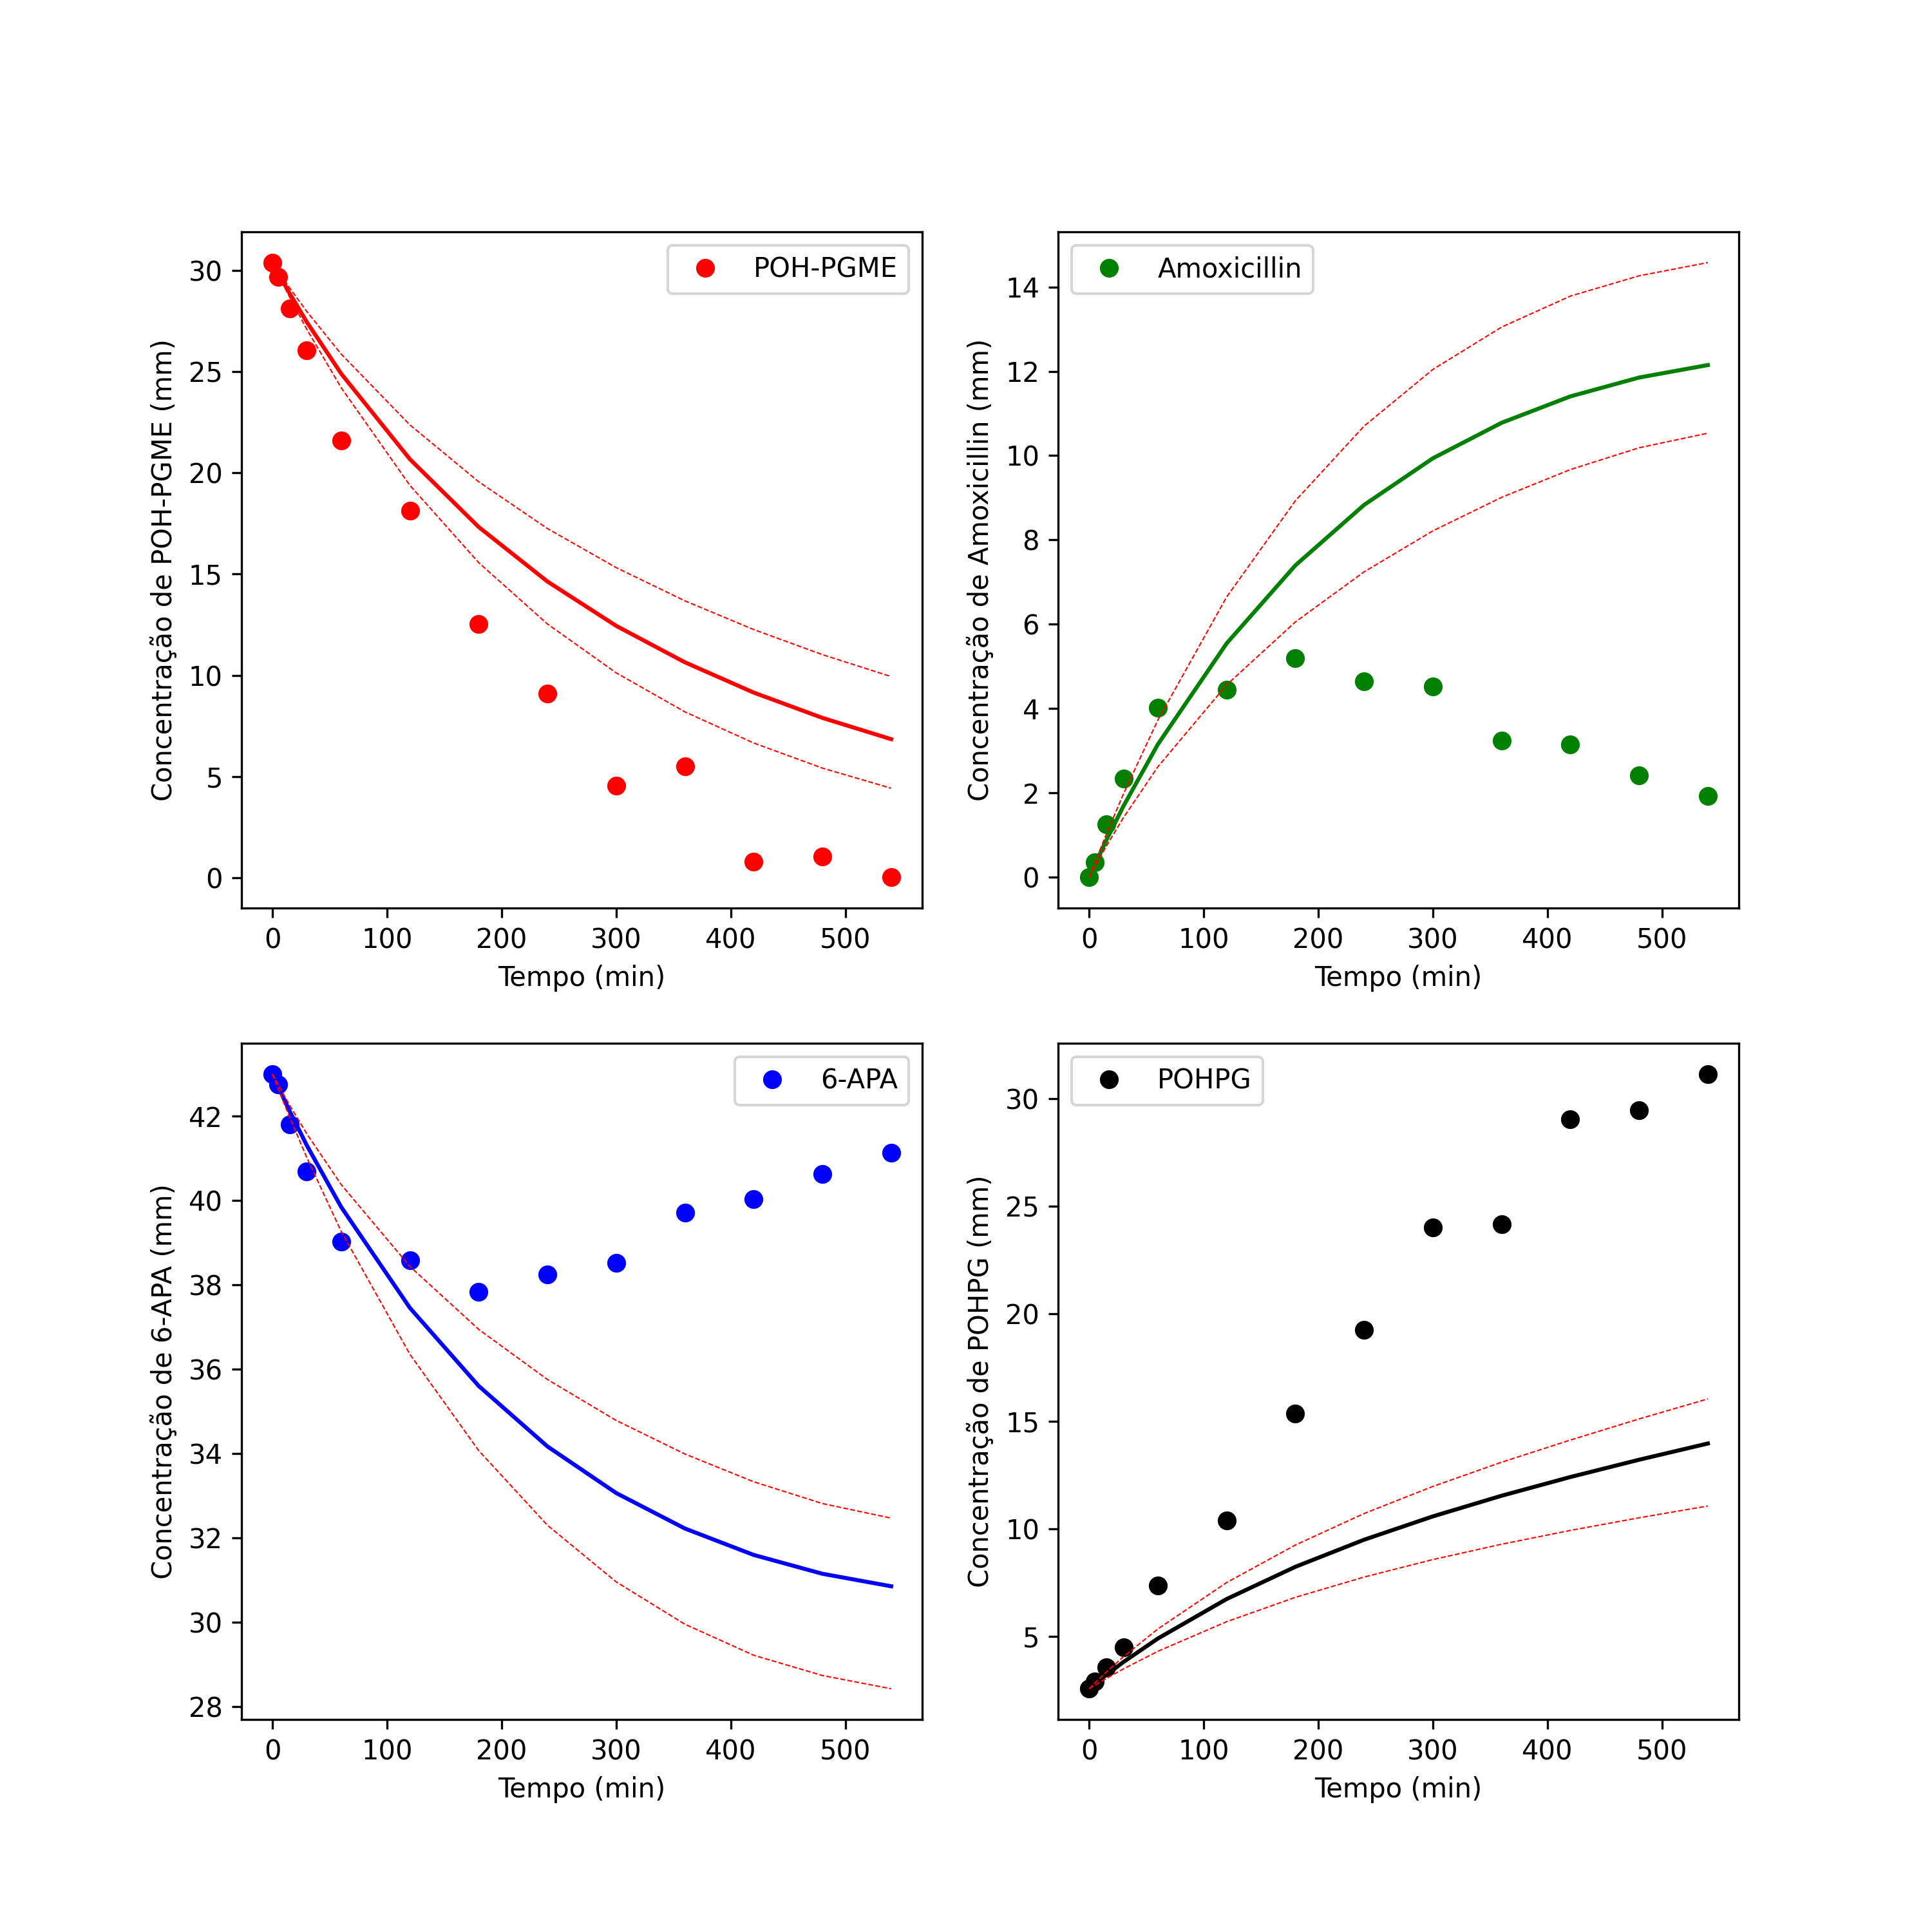 POH-PGME
Concentração de POH-PGME (mm)
30
25
20
15
10
5
0
0 100 200 300 400 500
Tempo (min)
Amoxicillin
Concentração de Amoxicillin (mm)
14
12
10
8
6
4
2
0
0 100 200 300 400 500
Tempo (min)
6-APA
Concentração de 6-APA (mm)
42
40
38
36
34
32
30
28
0 100 200 300 400 500
Tempo (min)
POHPG
Concentração de POHPG (mm)
30
25
20
15
10
5
0 100 200 300 400 500
Tempo (min)